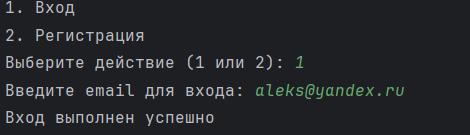 1. Вход
2. Регистрация
Выберите действие (1 или 2): 1
Введите email для входа: aleks@yandex.ru
Вход выполнен успешно